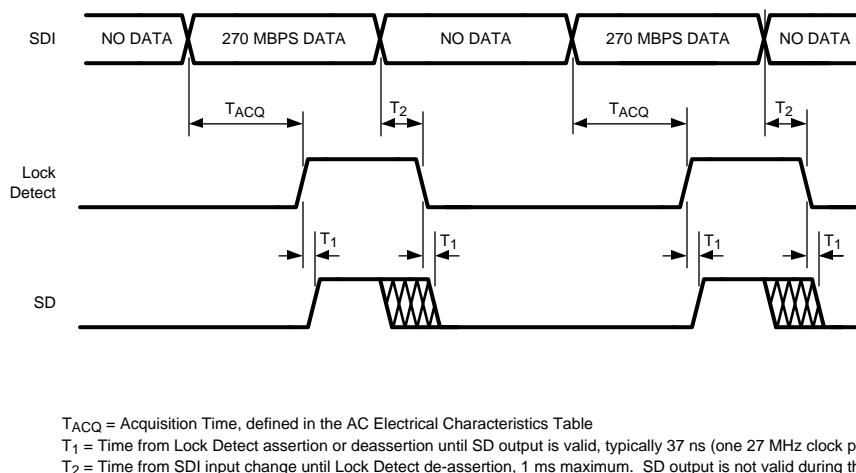 SDI NO DATA 270 MBPS DATA NO DATA 270 MBPS DATA NO DATA
TACQ T2 TACQ T2
Lock
Detect
T1 T1 T1 T1
SD
TACQ = Acquisition Time, defined in the AC Electrical Characteristics Table
T1 = Time from Lock Detect assertion or deassertion until SD output is valid, typically 37 ns (one 27 MHz clock
T2 = Time from SDI input change until Lock Detect de-assertion, 1 ms maximum. SD output is not valid during